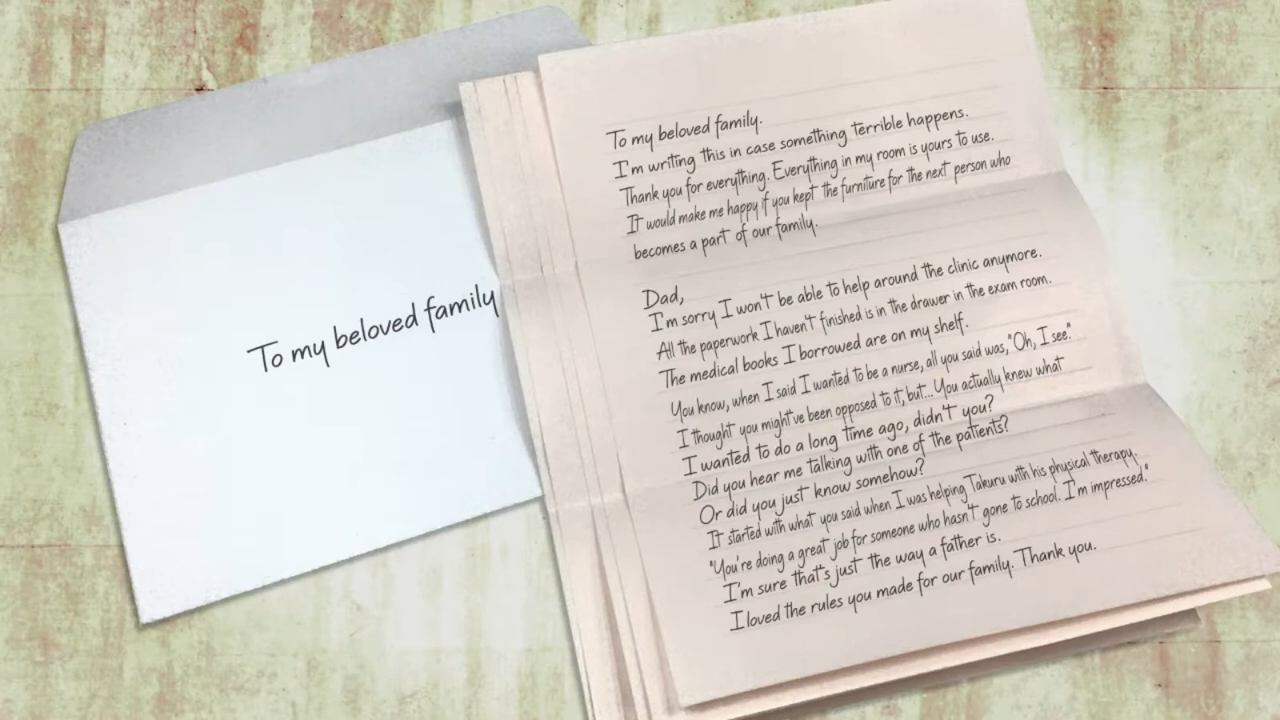 To my beloved family
To my beloved family.
I'm writing this in case something terrible happens.
Thank you for everything. Everything in my room is yours to use.
It would make me happy if you kept the furniture for the next person who
becomes a part of our family.
Dad,
I'm sorry I won't be able to help around the clinic anymore.
All the paperwork I haven't finished is in the drawer in the exam room.
The medical books I borrowed are on my shelf.
You know, when I said I wanted to be a nurse, all you said was, "Oh, I see."
I thought you might've been opposed to it, but... You actually knew what
I wanted to do a long time ago, didn't you?
Did you hear me talking with one of the patients?
Or did you just know somehow?
It started with what you said when I was helping Takuru with his physical therapy.
"You're doing a great job for someone who hasn't gone to school. I'm impressed."
I'm sure that's just the way a father is.
I loved the rules you made for our family. Thank you.